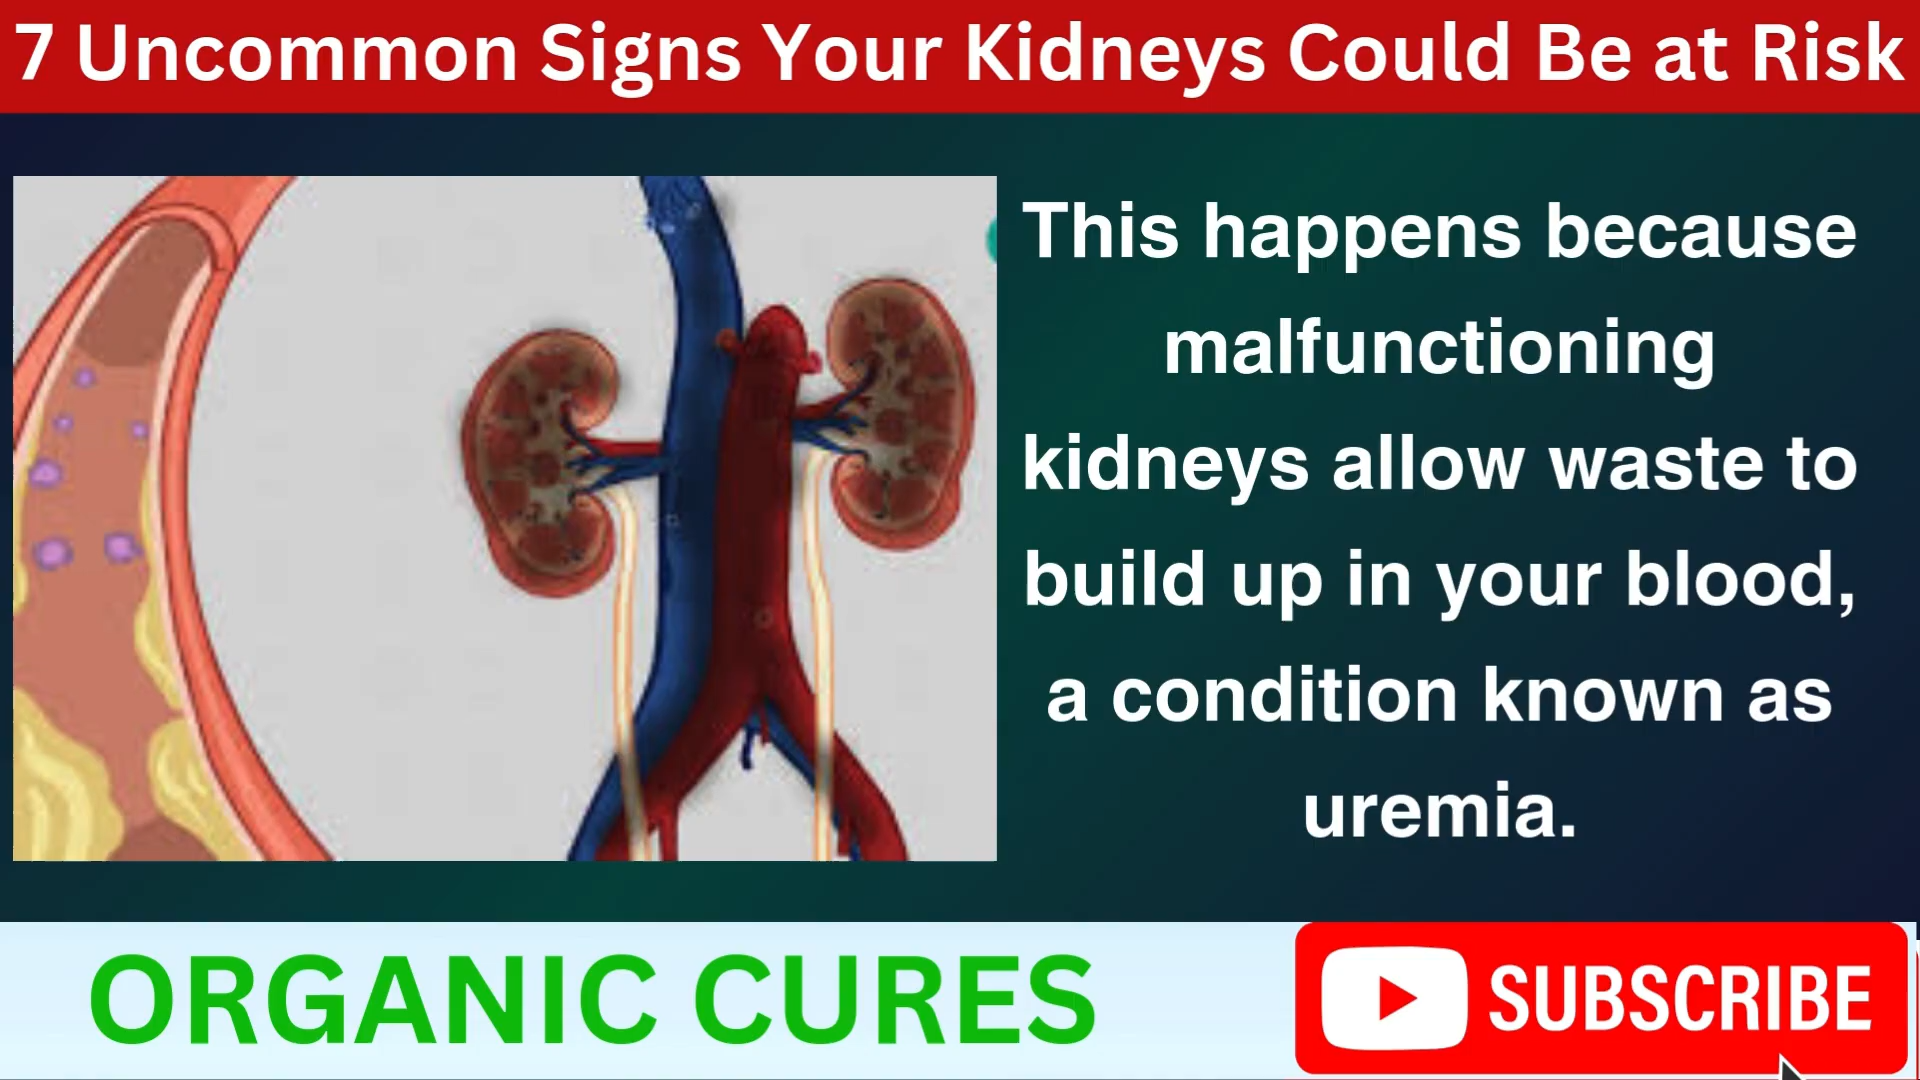 7 Uncommon Signs Your Kidneys Could Be at Risk
This happens because
malfunctioning
kidneys allow waste to
build up in your blood,
a condition known as
uremia.
ORGANIC CURES
SUBSCRIBE